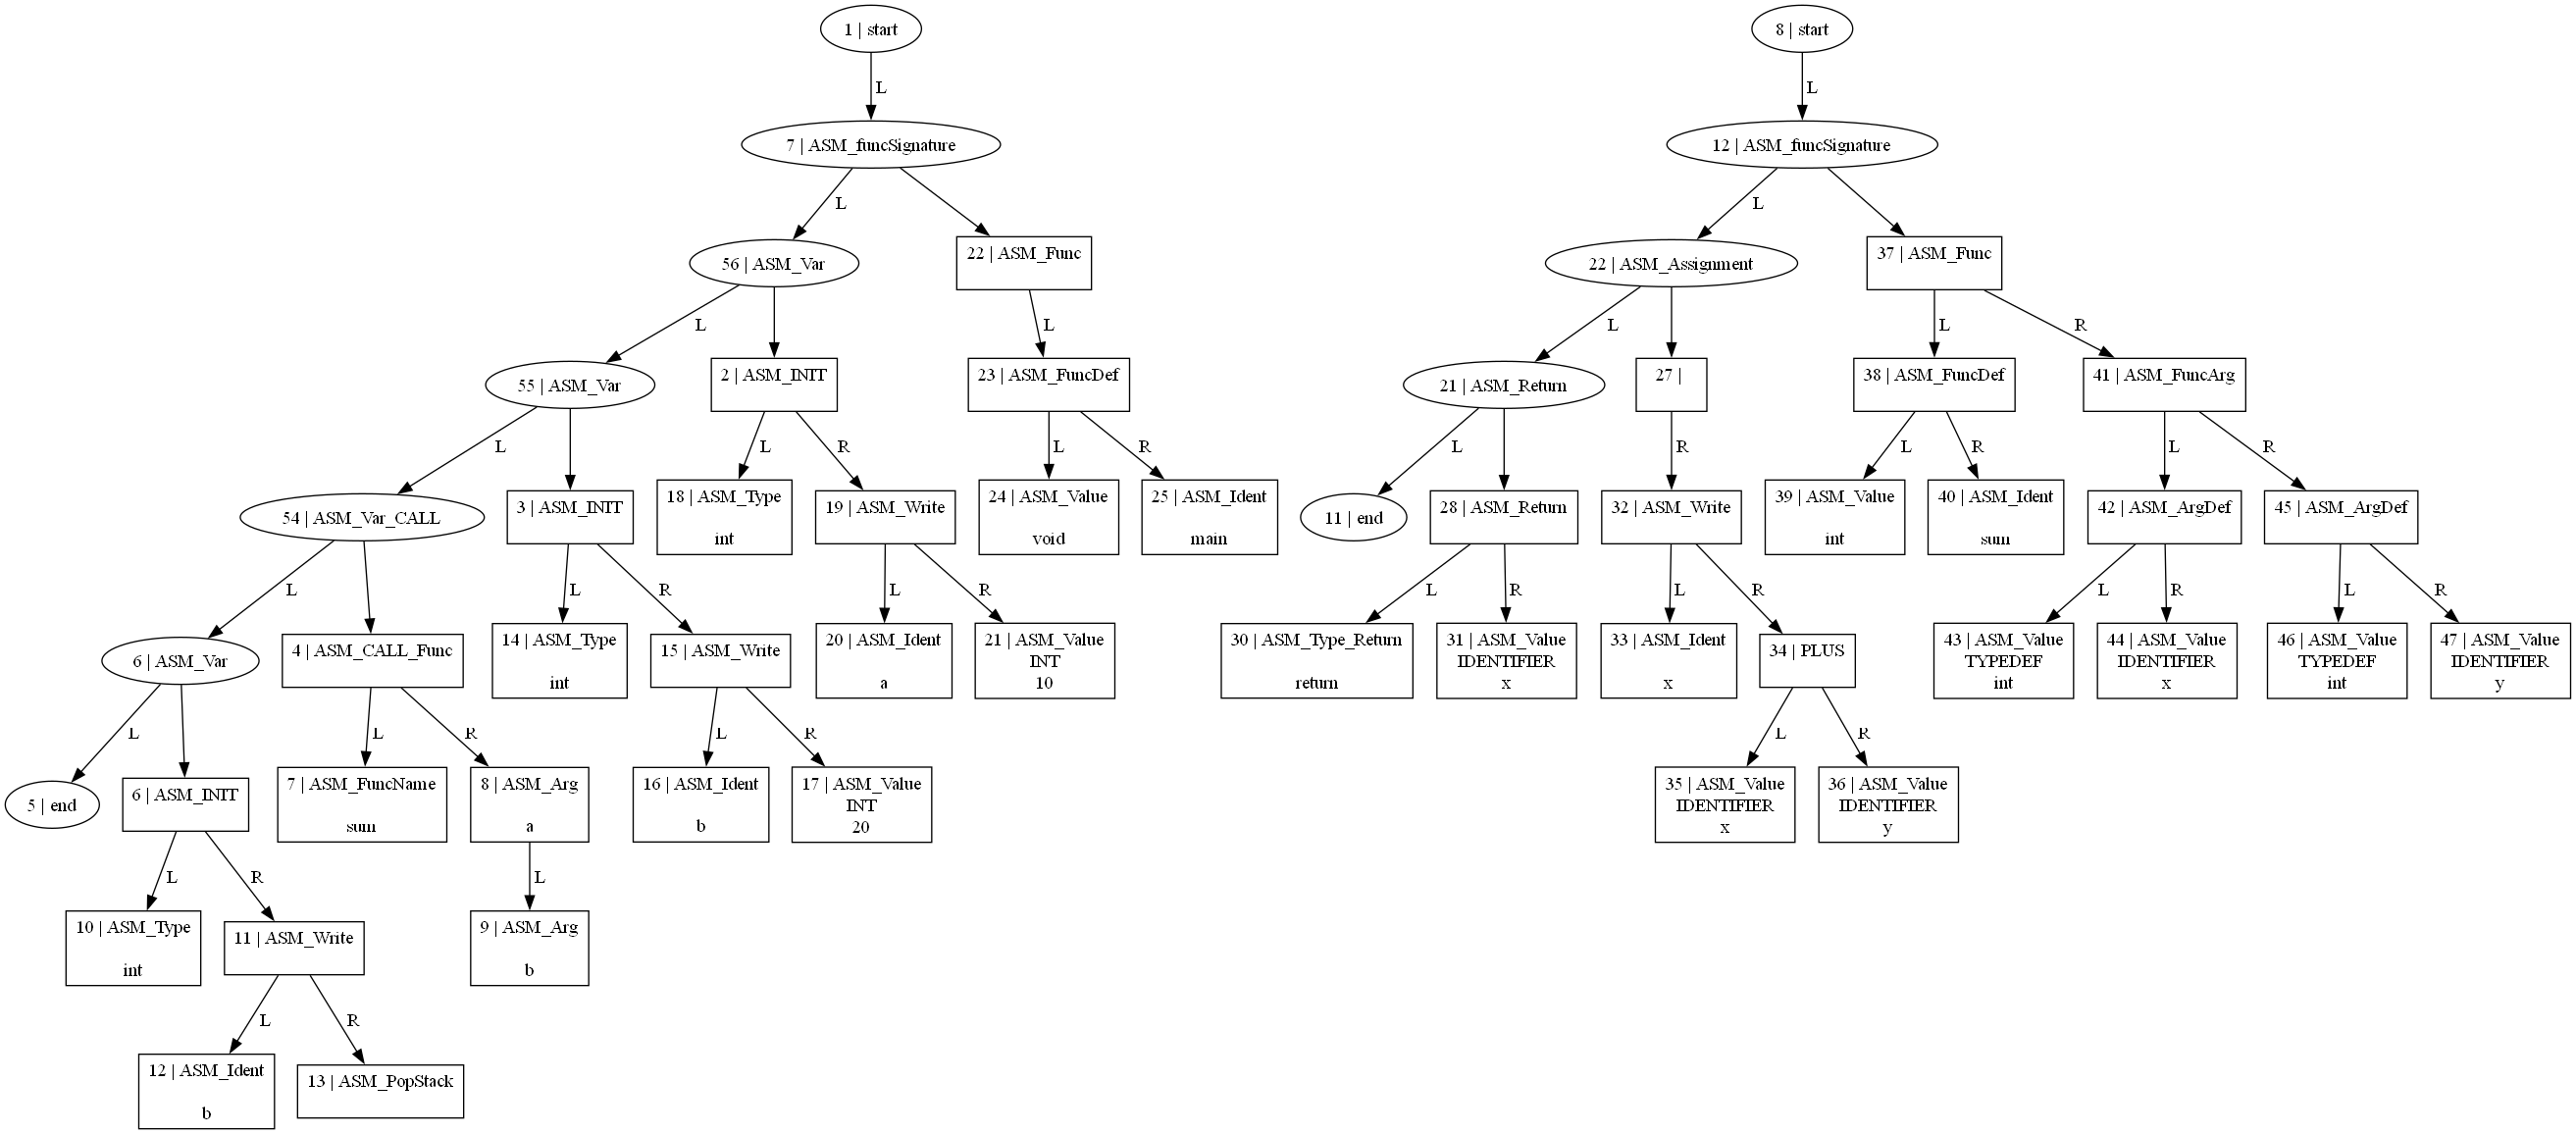 1 | start
8 | start
L
L
7 | ASM_funcSignature
12 | ASM_funcSignature
L
L
56 | ASM_Var
22 | ASM_Func
22 | ASM_Assignment
37 | ASM_Func
L
L
L
L
R
55 | ASM_Var
2 | ASM_INIT
23 | ASM_FuncDef
21 | ASM_Return
27 |
38 | ASM_FuncDef
41 | ASM_FuncArg
L
L
R
L
R
L
R
L
R
L
R
54 | ASM_Var_CALL
3 | ASM_INIT
18 | ASM_Type
int
19 | ASM_Write
24 | ASM_Value
void
25 | ASM_Ident
main
11 | end
28 | ASM_Return
32 | ASM_Write
39 | ASM_Value
int
40 | ASM_Ident
sum
42 | ASM_ArgDef
45 | ASM_ArgDef
L
L
R
L
R
L
R
L
R
L
R
L
R
6 | ASM_Var
4 | ASM_CALL_Func
14 | ASM_Type
int
15 | ASM_Write
20 | ASM_Ident
a
21 | ASM_Value
INT
10
30 | ASM_Type_Return
return
31 | ASM_Value
IDENTIFIER
x
33 | ASM_Ident
x
34 | PLUS
43 | ASM_Value
TYPEDEF
int
44 | ASM_Value
IDENTIFIER
x
46 | ASM_Value
TYPEDEF
int
47 | ASM_Value
IDENTIFIER
y
L
L
R
L
R
L
R
5 | end
6 | ASM_INIT
7 | ASM_FuncName
sum
8 | ASM_Arg
a
16 | ASM_Ident
b
17 | ASM_Value
INT
20
35 | ASM_Value
IDENTIFIER
x
36 | ASM_Value
IDENTIFIER
y
L
R
L
10 | ASM_Type
int
11 | ASM_Write
9 | ASM_Arg
b
L
R
12 | ASM_Ident
b
13 | ASM_PopStack